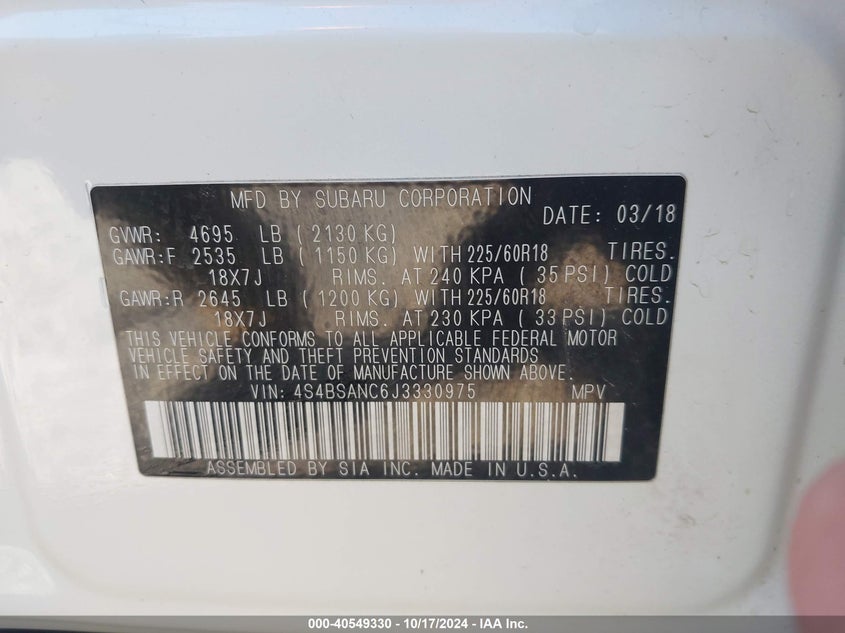 MFD BY SUBARU CORPORATION
DATE: 03/18
GVWR: 4695 LB ( 2130 KG)
GAWR:F 2535 LB ( 1150 KG) WITH 225/60R18 TIRES.
18X7J RIMS. AT 240 KPA ( 35 PSI) COLD
GAWR:R 2645 LB ( 1200 KG) WITH 225/60R18 TIRES.
18X7J RIMS. AT 230 KPA ( 33 PSI) COLD
THIS VEHICLE CONFORMS TO ALL APPLICABLE FEDERAL MOTOR
VEHICLE SAFETY AND THEFT PREVENTION STANDARDS
IN EFFECT ON THE DATE OF MANUFACTURE SHOWN ABOVE.
VIN: 4S4BSANC6J3330975 MPV
ASSEMBLED BY SIA INC. MADE IN U.S.A.
000-40549330 - 10/17/2024 - IAA Inc.